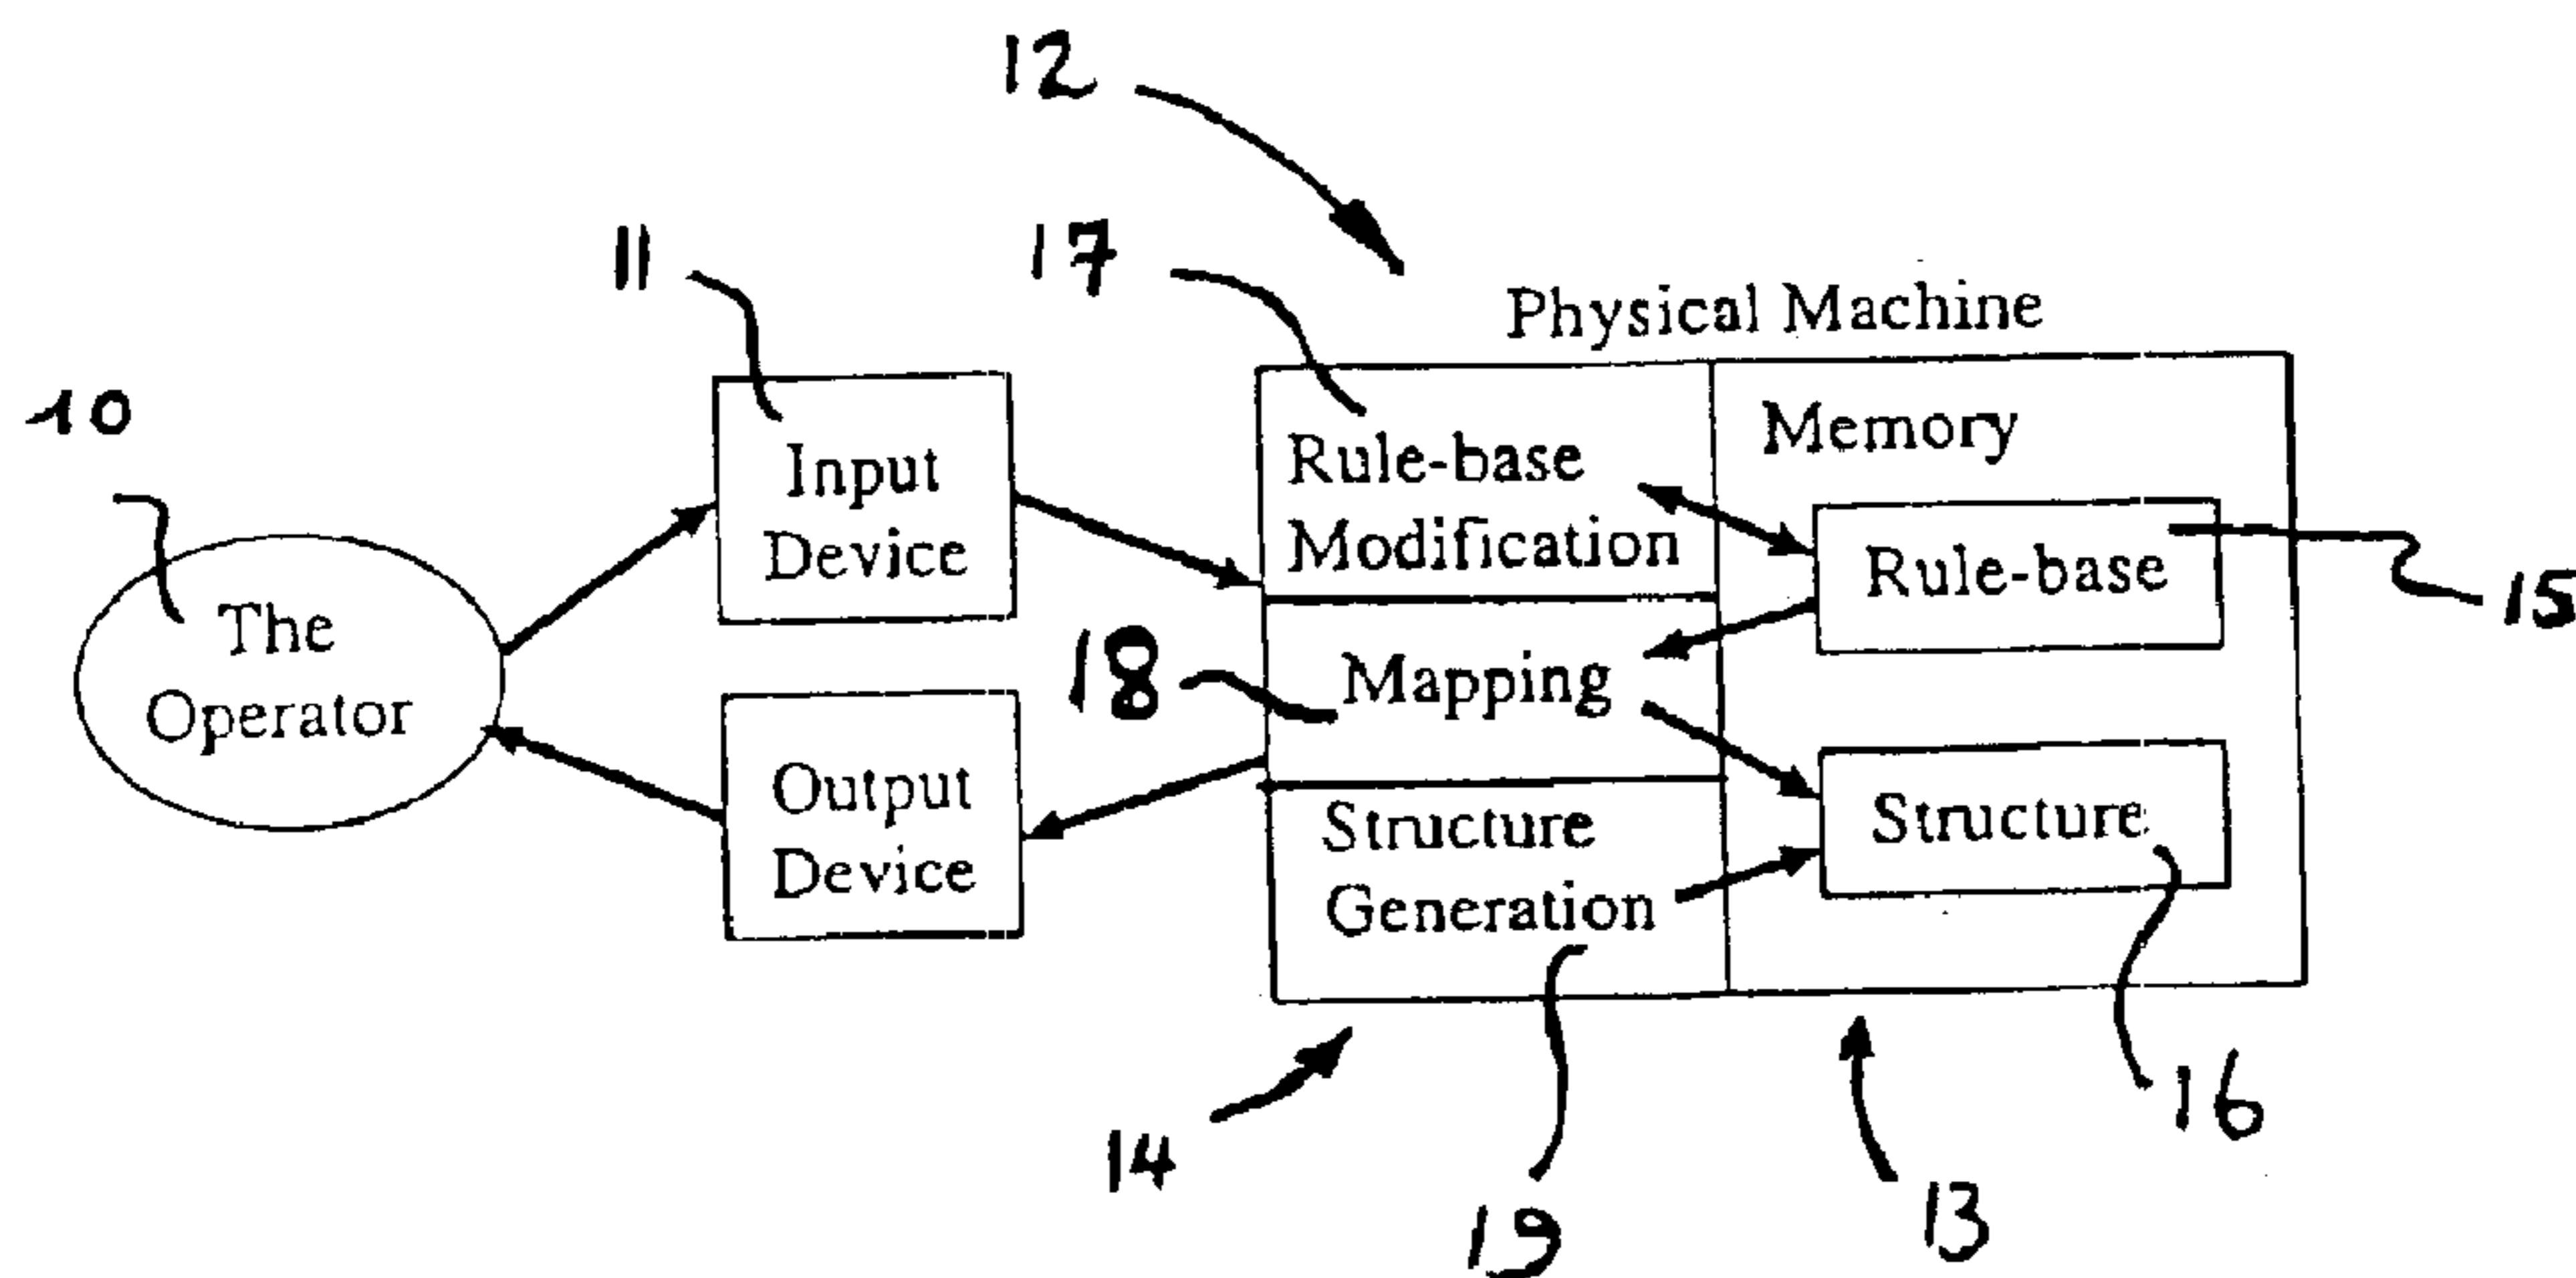 12
17
11
Physical Machine
10
Input
Device
Rule-base
Modification
Memory
Rule-base
15
The
Operator
18
Mapping
Output
Device
Structure
Generation
Structure
14
19
13
16